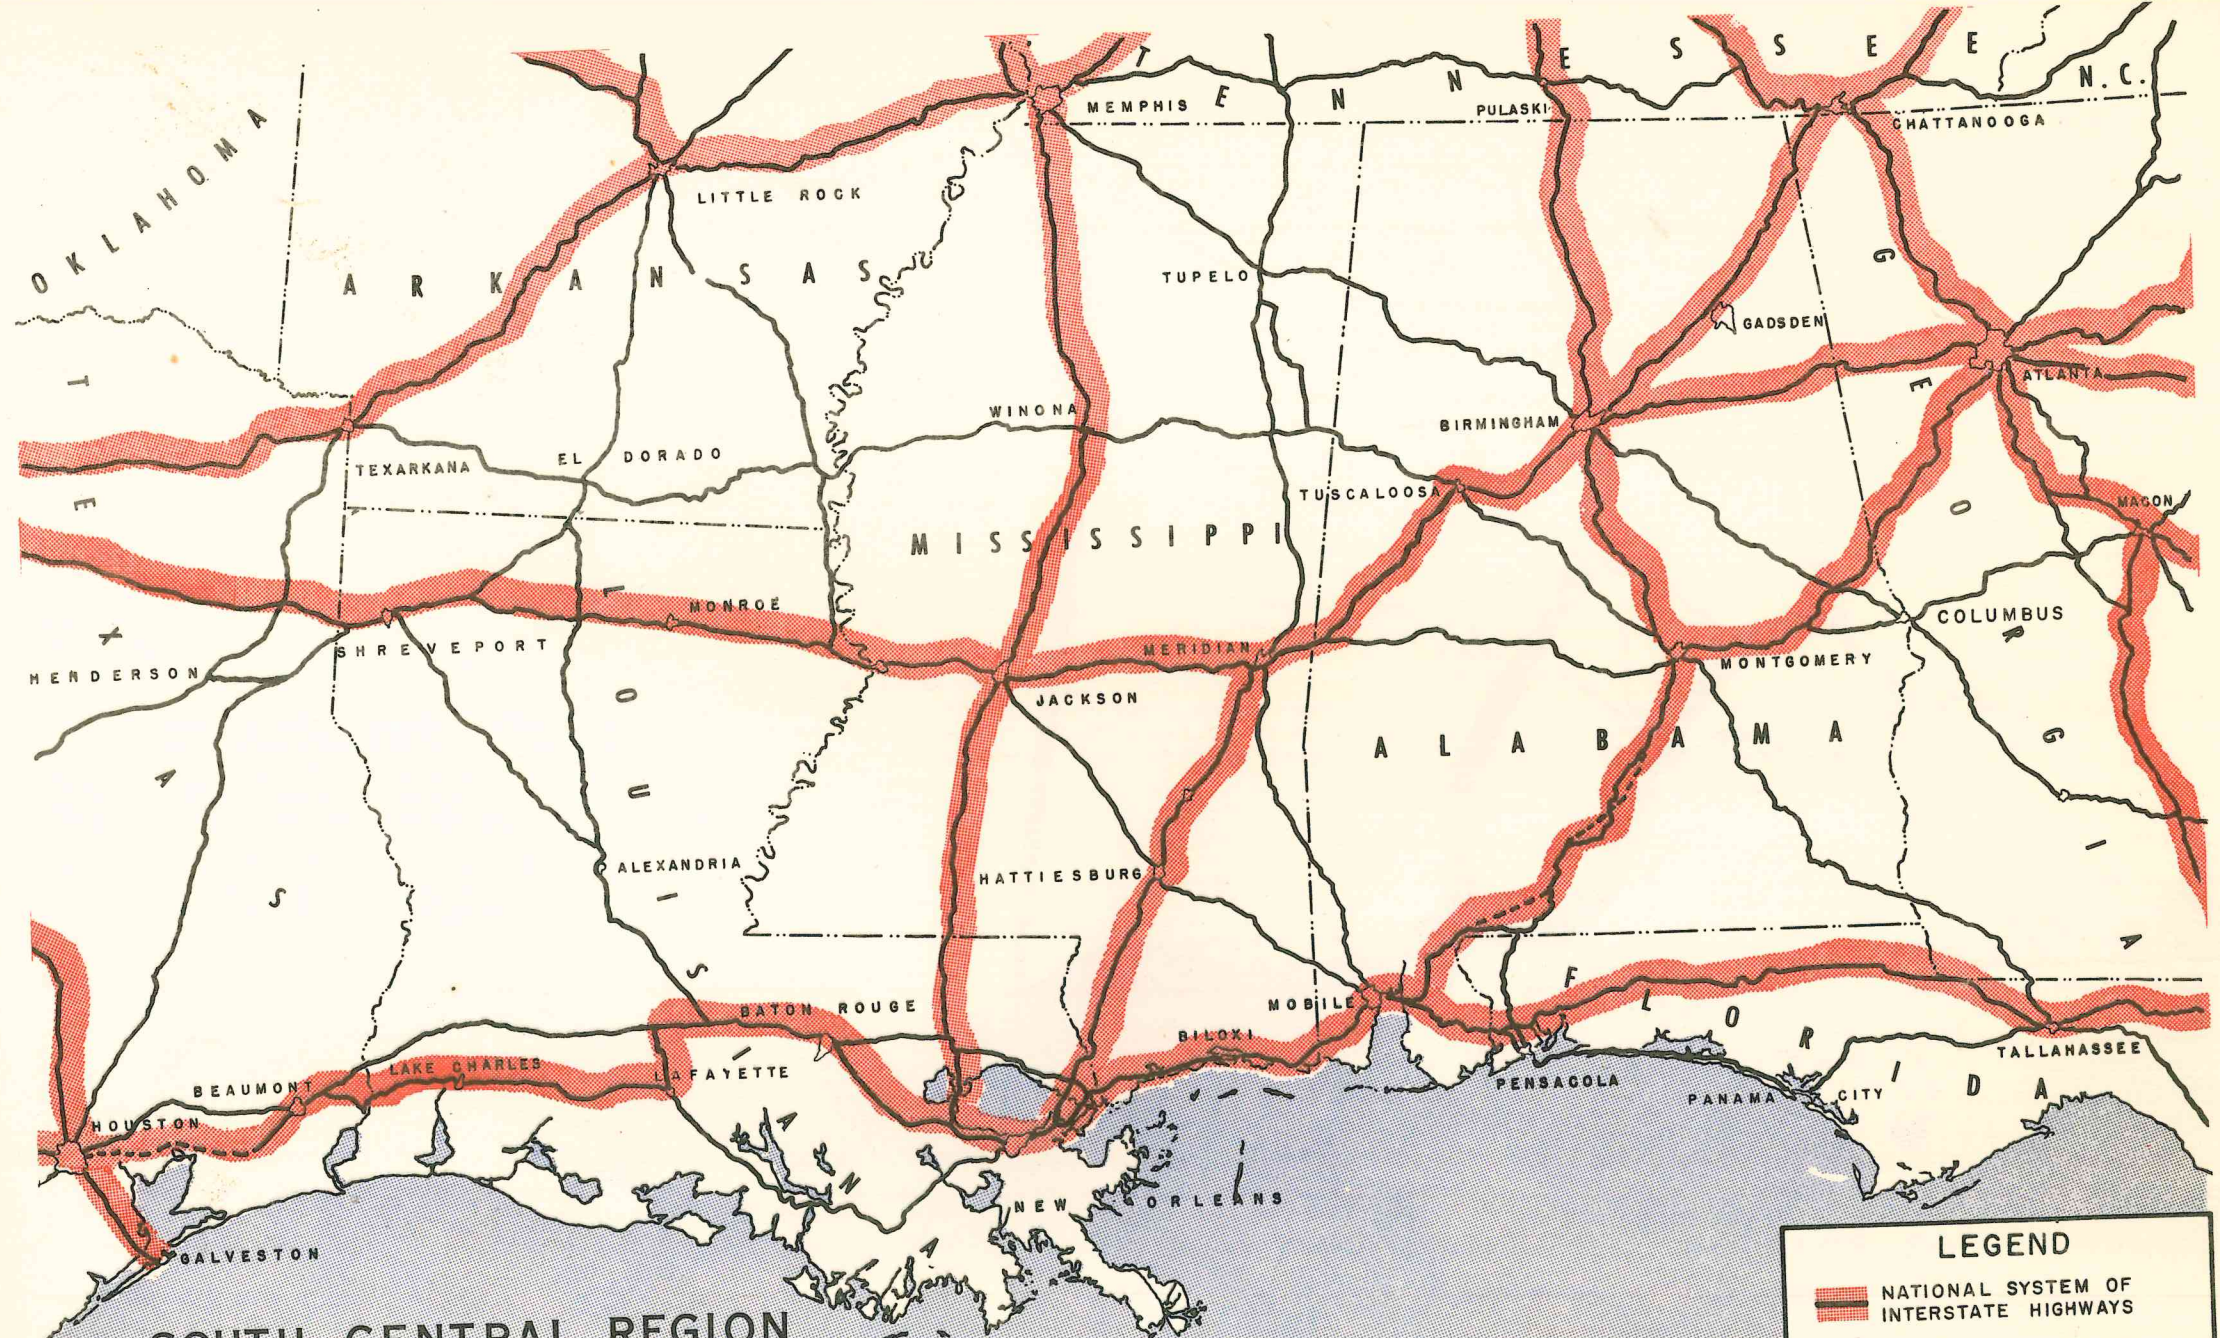 TENNESSEE
N.C.
MEMPHIS
PULASKI
CHATTANOOGA
OKLAHOMA
LITTLE ROCK
ARKANSAS
TUPELO
GADSDEN
ATLANTA
WINONA
BIRMINGHAM
TEXARKANA
EL DORADO
TUSCALOOSA
MACON
MISSISSIPPI
MONROE
COLUMBUS
SHREVEPORT
MERIDIAN
HENDERSON
MONTGOMERY
JACKSON
TEXAS
ALABAMA
GEORGIA
LOUISIANA
ALEXANDRIA
HATTIESBURG
FLORIDA
MOBILE
BATON ROUGE
BILOXI
TALLAHASSEE
LAKE CHARLES
LAFAYETTE
BEAUMONT
PENSACOLA
PANAMA CITY
HOUSTON
NEW ORLEANS
GALVESTON
LEGEND
NATIONAL SYSTEM OF
INTERSTATE HIGHWAYS
SOUTH CENTRAL REGION